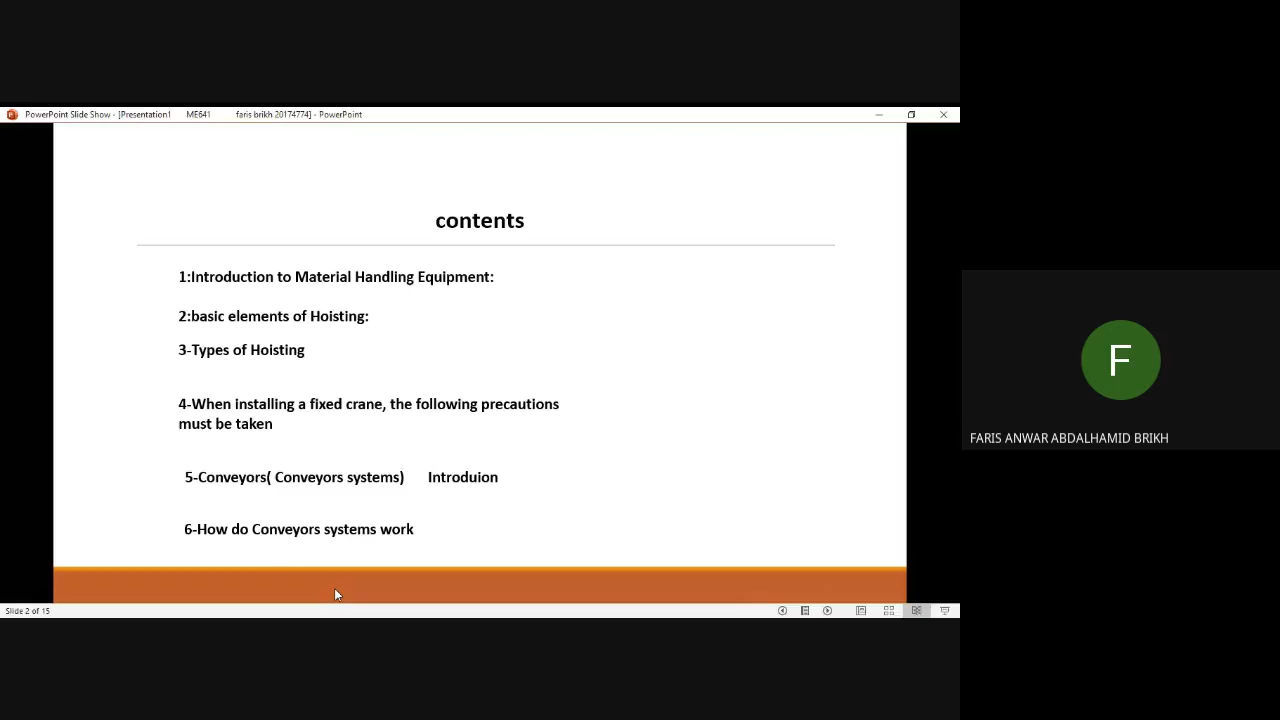 PowerPoint Slide Show - [Presentation1 ME641 faris brikh 20174774] - PowerPoint
contents
1:Introduction to Material Handling Equipment:
2:basic elements of Hoisting:
3-Types of Hoisting
4-When installing a fixed crane, the following precautions
must be taken
5-Conveyors( Conveyors systems) Introduion
6-How do Conveyors systems work
Slide 2 of 15
F
FARIS ANWAR ABDALHAMID BRIKH